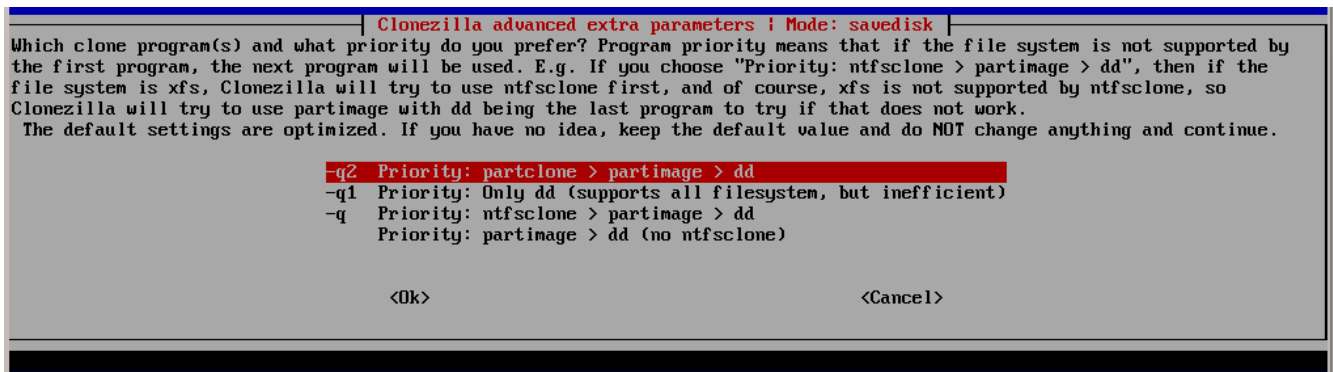 Clonezilla advanced extra parameters | Mode: savedisk
Which clone program(s) and what priority do you prefer? Program priority means that if the file system is not supported by
the first program, the next program will be used. E.g. If you choose "Priority: ntfsclone > partimage > dd", then if the
file system is xfs, Clonezilla will try to use ntfsclone first, and of course, xfs is not supported by ntfsclone, so
Clonezilla will try to use partimage with dd being the last program to try if that does not work.
The default settings are optimized. If you have no idea, keep the default value and do NOT change anything and continue.
-q2 Priority: partclone > partimage > dd
-q1 Priority: Only dd (supports all filesystem, but inefficient)
-q Priority: ntfsclone > partimage > dd
Priority: partimage > dd (no ntfsclone)
<Ok> <Cancel>